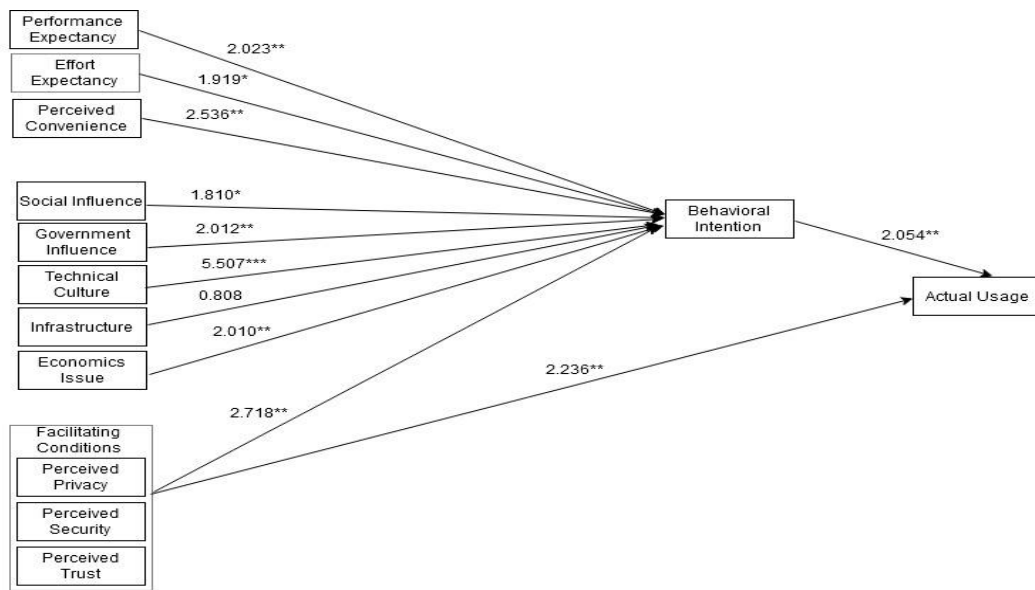 Performance
Expectancy
2.023**
Effort
Expectancy
1.919*
Perceived
Convenience
2.536**
Social Influence
1.810*
Government
Influence
2.012**
Technical
Culture
5.507***
Infrastructure
0.808
Economics
Issue
2.010**
Behavioral
Intention
2.054**
Actual Usage
2.236**
2.718**
Facilitating
Conditions
Perceived
Privacy
Perceived
Security
Perceived
Trust